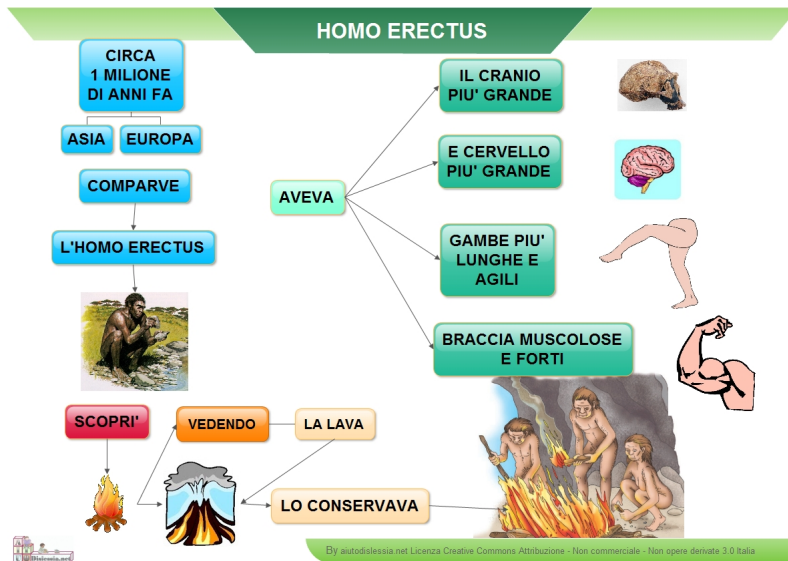 HOMO ERECTUS
CIRCA
1 MILIONE
DI ANNI FA
ASIA
EUROPA
COMPARVE
L'HOMO ERECTUS
AVEVA
IL CRANIO
PIU' GRANDE
E CERVELLO
PIU' GRANDE
GAMBE PIU'
LUNGHE E
AGILI
BRACCIA MUSCOLOSE
E FORTI
SCOPRI'
VEDENDO
LA LAVA
LO CONSERVAVA
By aiutodislessia.net Licenza Creative Commons Attribuzione - Non commerciale - Non opere derivate 3.0 Italia